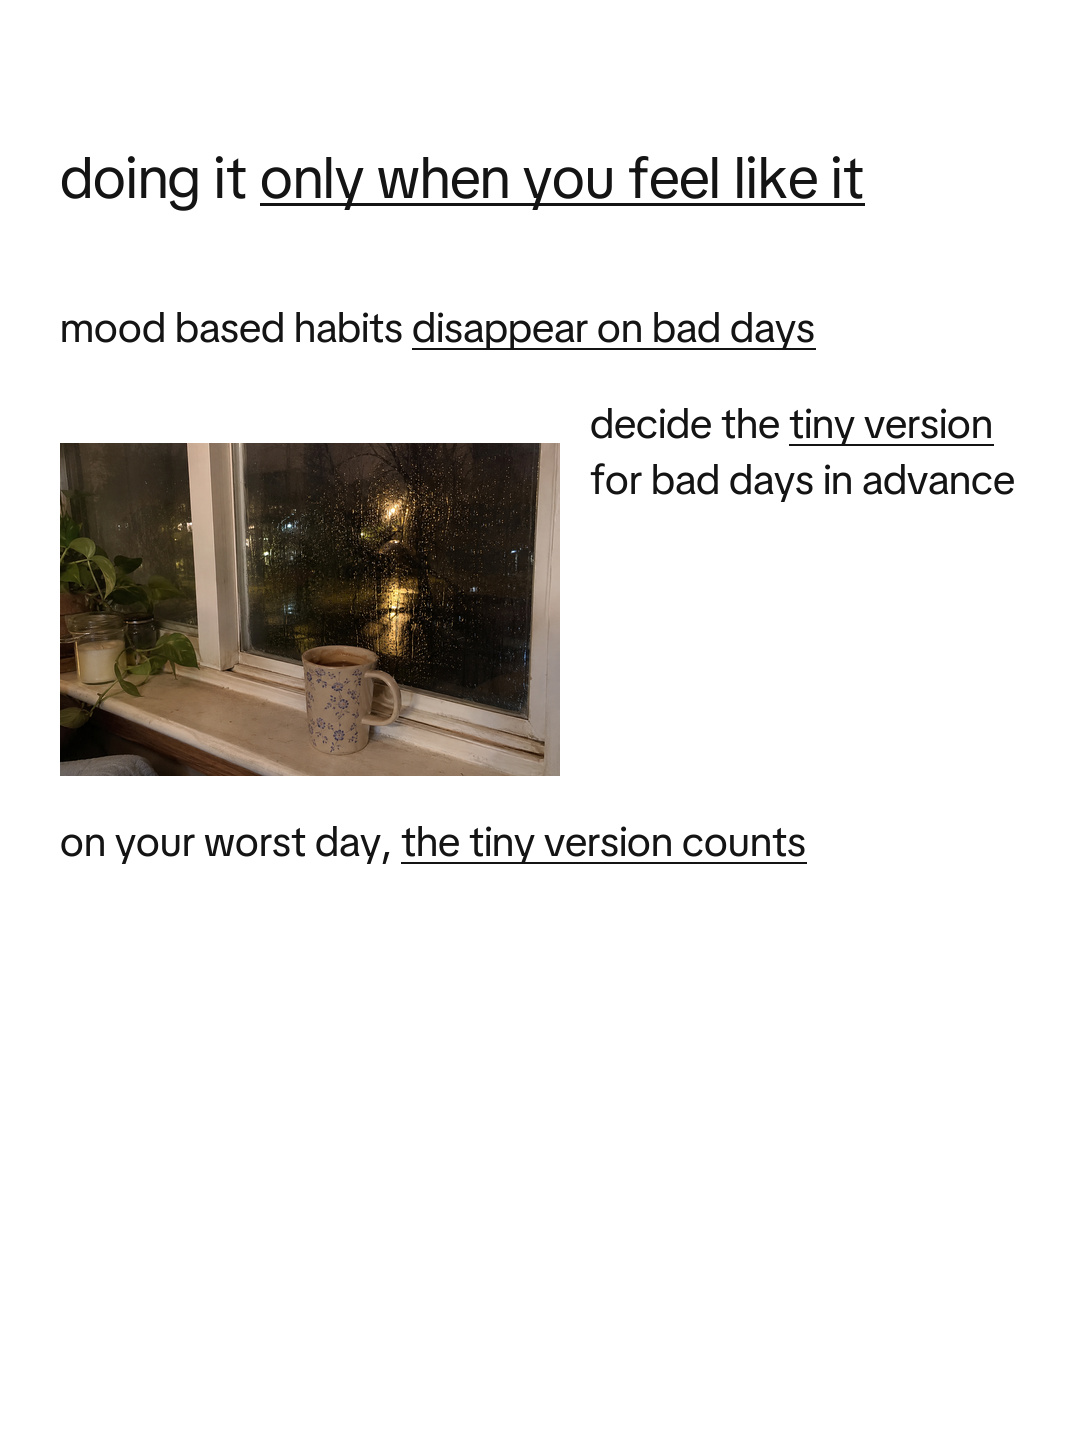 doing it only when you feel like it
mood based habits disappear on bad days
decide the tiny version
for bad days in advance
on your worst day, the tiny version counts